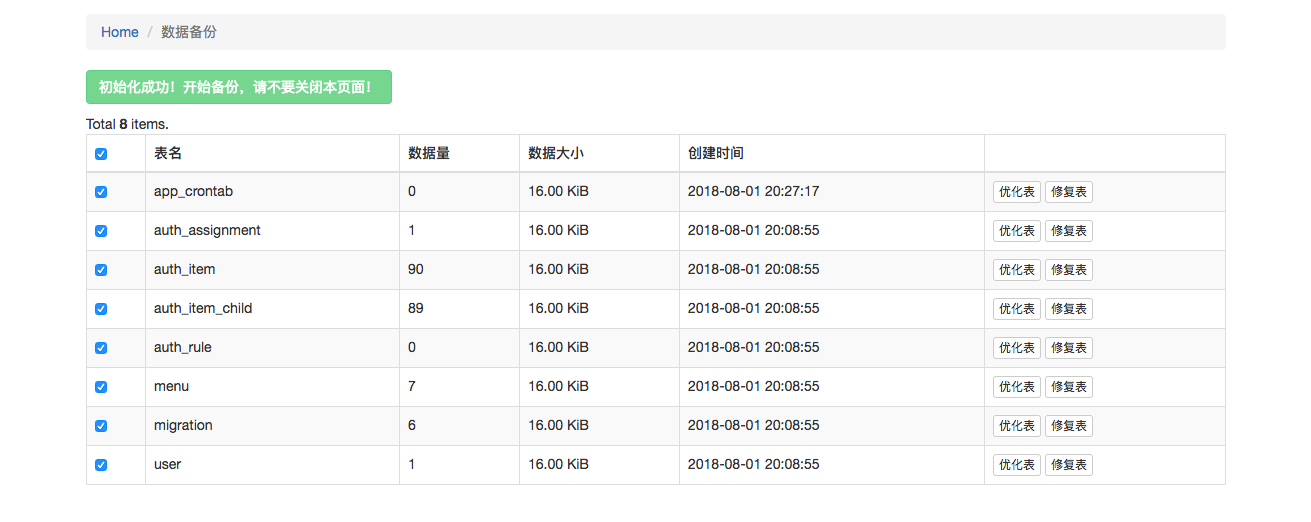 Home / 数据备份
初始化成功！开始备份，请不要关闭本页面！
Total 8 items.
表名 数据量 数据大小 创建时间
app_crontab 0 16.00 KiB 2018-08-01 20:27:17 优化表 修复表
auth_assignment 1 16.00 KiB 2018-08-01 20:08:55 优化表 修复表
auth_item 90 16.00 KiB 2018-08-01 20:08:55 优化表 修复表
auth_item_child 89 16.00 KiB 2018-08-01 20:08:55 优化表 修复表
auth_rule 0 16.00 KiB 2018-08-01 20:08:55 优化表 修复表
menu 7 16.00 KiB 2018-08-01 20:08:55 优化表 修复表
migration 6 16.00 KiB 2018-08-01 20:08:55 优化表 修复表
user 1 16.00 KiB 2018-08-01 20:08:55 优化表 修复表